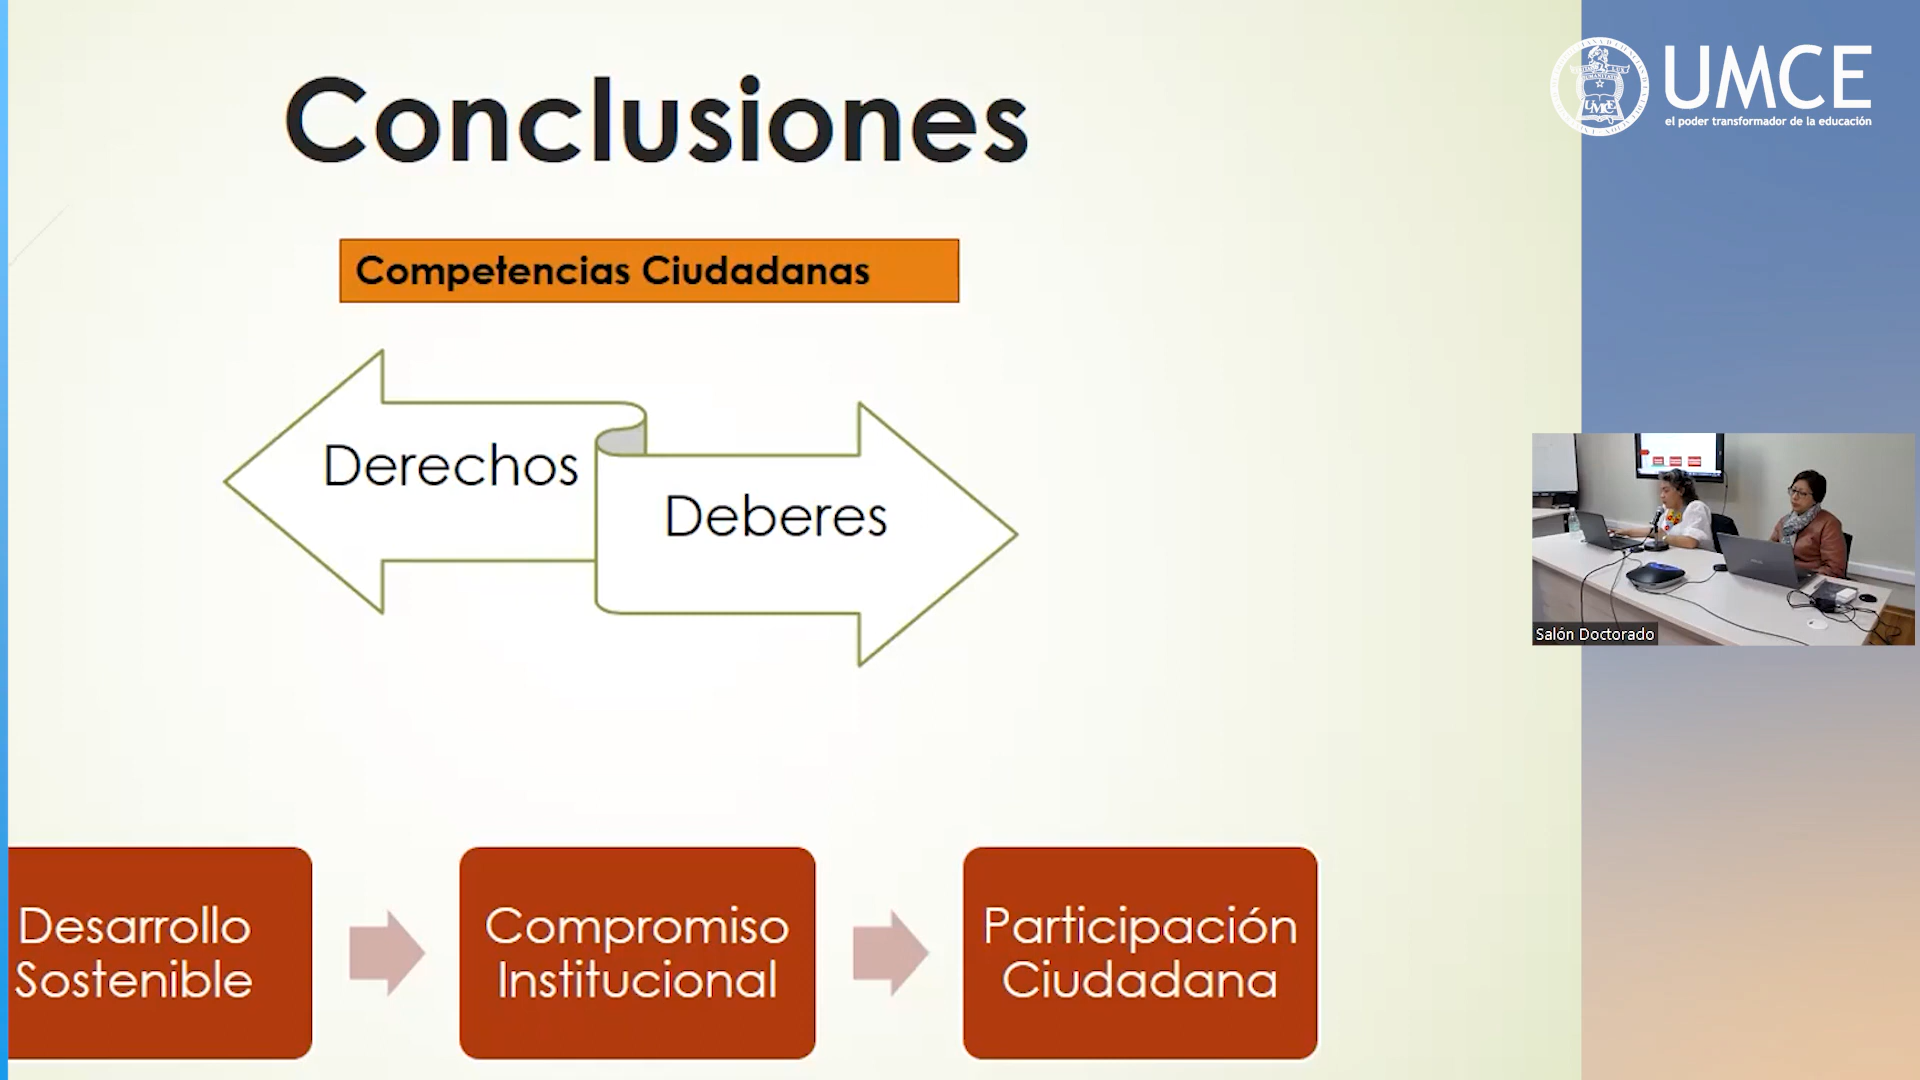 Conclusiones
UMCE
el poder transformador de la educación
UMCE
Competencias Ciudadanas
Derechos
Deberes
Salón Doctorado
Desarrollo
Sostenible
Compromiso
Institucional
Participación
Ciudadana